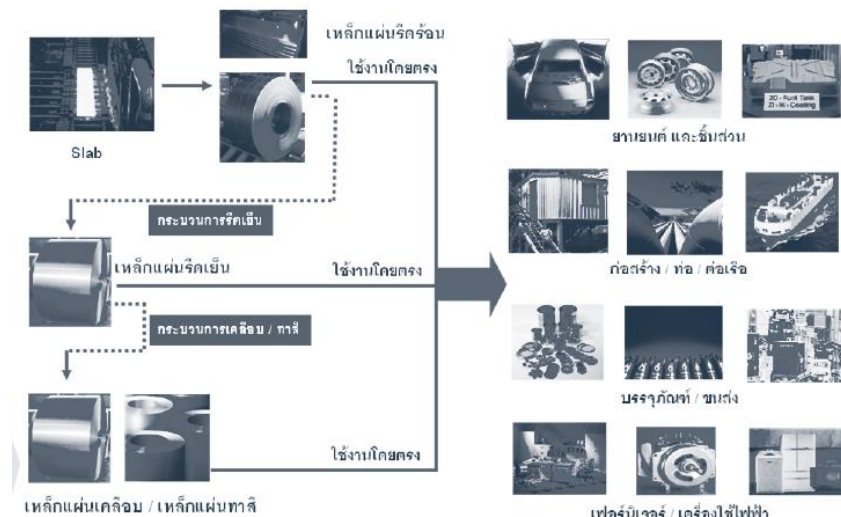 เหล็กแผ่นรีดร้อน
ใช้งานโดยตรง
Slab
กระบวนการรีดเย็น
เหล็กแผ่นรีดเย็น
ใช้งานโดยตรง
กระบวนการเคลือบ / ทาสี
ใช้งานโดยตรง
เหล็กแผ่นเคลือบ / เหล็กแผ่นทาสี
ยานยนต์ และชิ้นส่วน
ก่อสร้าง / ท่อ / ต่อเรือ
บรรจุภัณฑ์ / ขนส่ง
เฟอร์นิเจอร์ / เครื่องใช้ไฟฟ้า